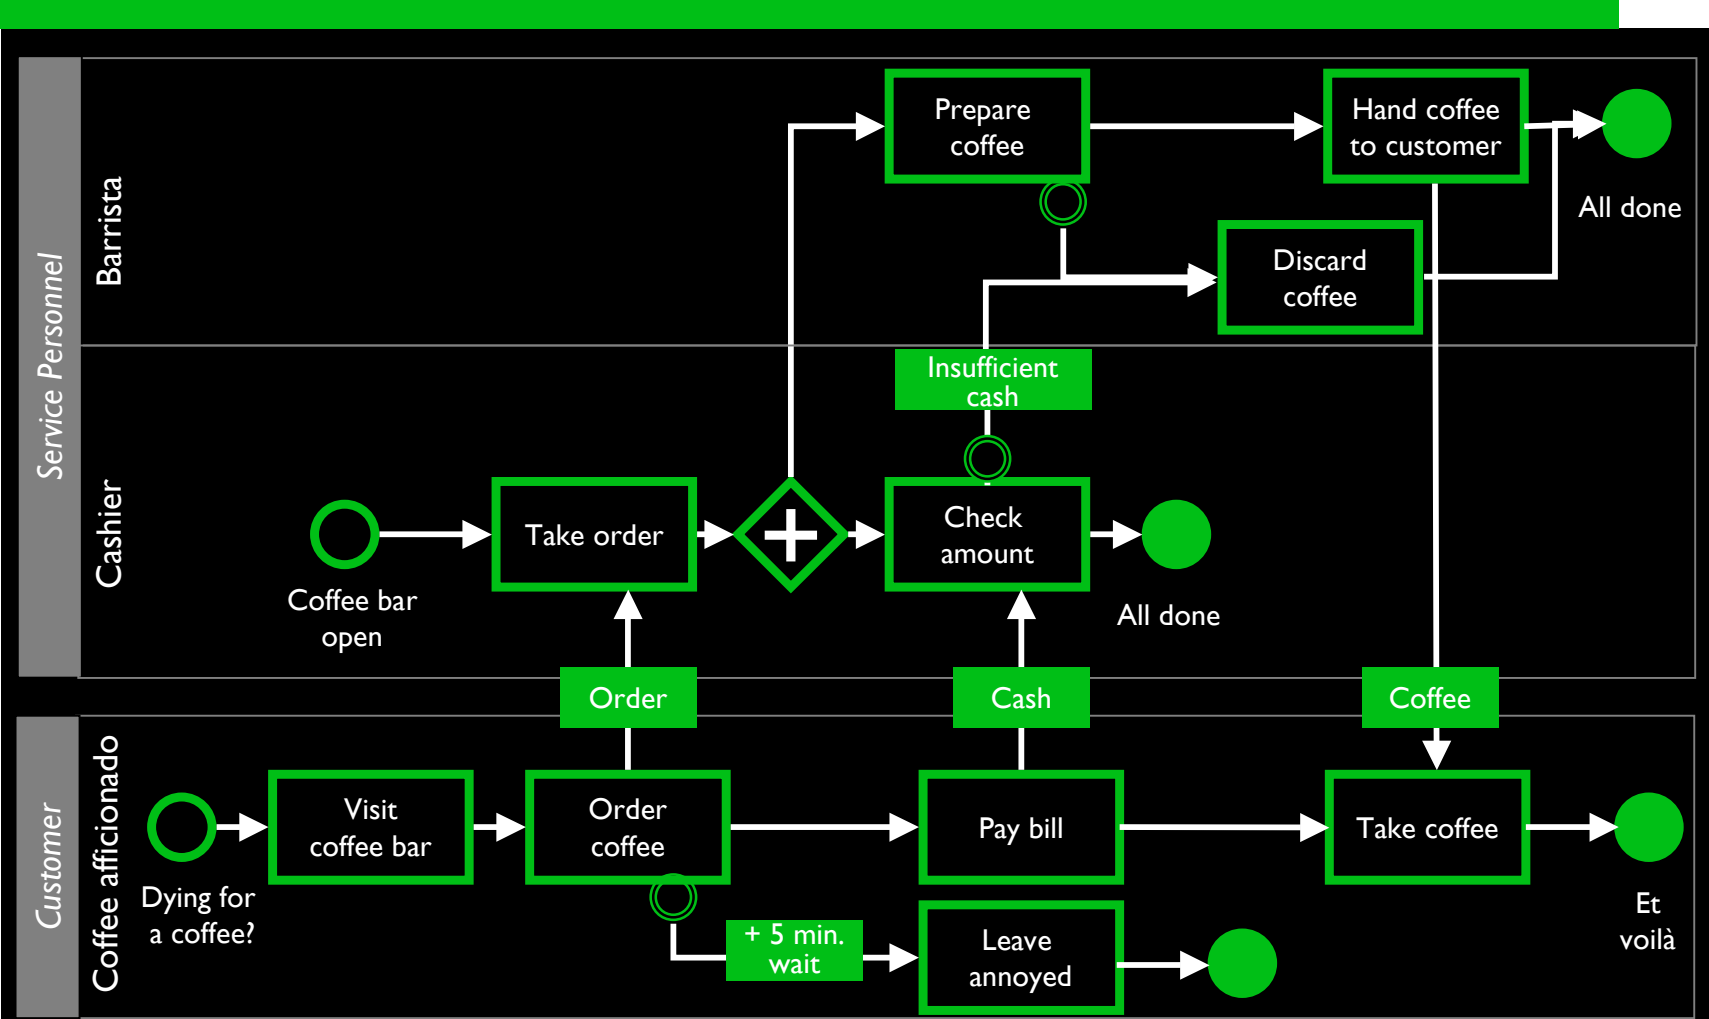 Service Personnel
Barrista
Prepare
coffee
Hand coffee
to customer
All done
Discard
coffee
Cashier
Insufficient
cash
Coffee bar
open
Take order
Check
amount
All done
Order
Cash
Coffee
Customer
Coffee afficionado
Dying for
a coffee?
Visit
coffee bar
Order
coffee
Pay bill
Take coffee
Et
voilà
+ 5 min.
wait
Leave
annoyed